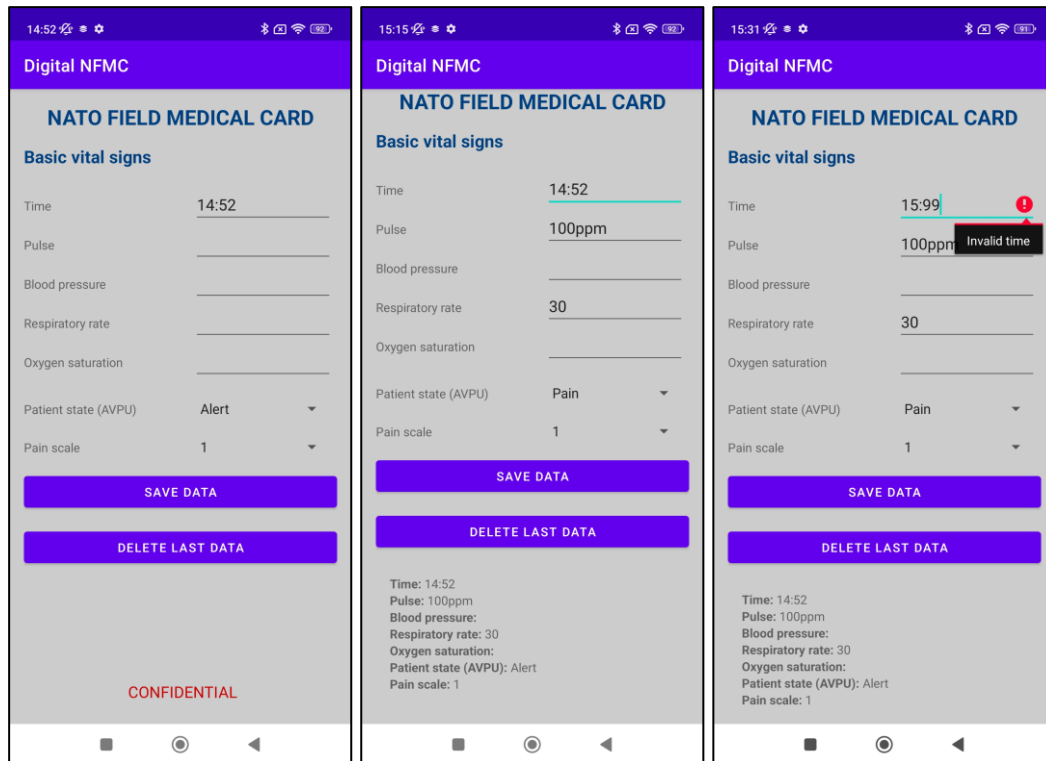 14:52
92
Digital NFMC
NATO FIELD MEDICAL CARD
Basic vital signs
Time 14:52
Pulse
Blood pressure
Respiratory rate
Oxygen saturation
Patient state (AVPU) Alert
Pain scale 1
SAVE DATA
DELETE LAST DATA
CONFIDENTIAL
15:15
92
Digital NFMC
NATO FIELD MEDICAL CARD
Basic vital signs
Time 14:52
Pulse 100ppm
Blood pressure
Respiratory rate 30
Oxygen saturation
Patient state (AVPU) Pain
Pain scale 1
SAVE DATA
DELETE LAST DATA
Time: 14:52
Pulse: 100ppm
Blood pressure:
Respiratory rate: 30
Oxygen saturation:
Patient state (AVPU): Alert
Pain scale: 1
15:31
91
Digital NFMC
NATO FIELD MEDICAL CARD
Basic vital signs
Time 15:99
Invalid time
Pulse 100ppm
Blood pressure
Respiratory rate 30
Oxygen saturation
Patient state (AVPU) Pain
Pain scale 1
SAVE DATA
DELETE LAST DATA
Time: 14:52
Pulse: 100ppm
Blood pressure:
Respiratory rate: 30
Oxygen saturation:
Patient state (AVPU): Alert
Pain scale: 1